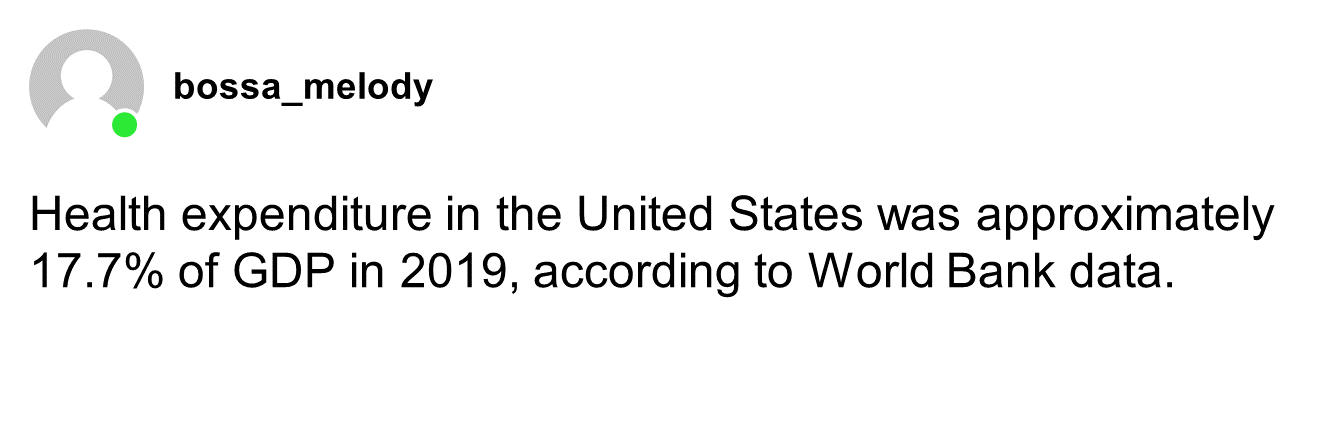 bossa_melody
Health expenditure in the United States was approximately
17.7% of GDP in 2019, according to World Bank data.